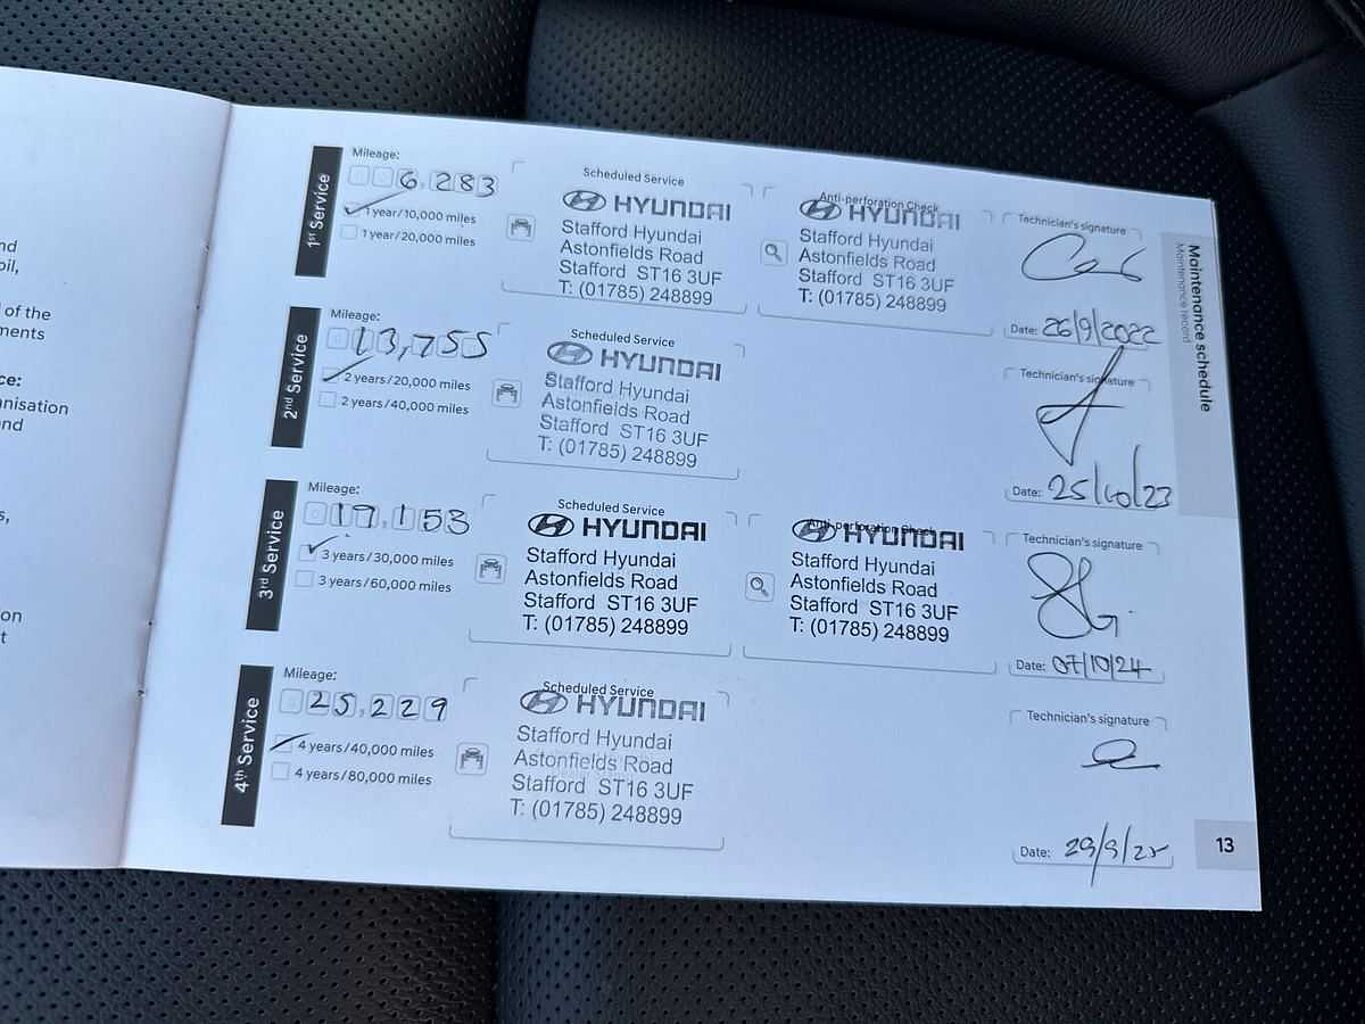 nd
oil,
of the
ments
ce:
anisation
nd
s,
on
t
Maintenance schedule
Maintenance record
1st Service
Mileage:
6,283
1 year/10,000 miles
1 year/20,000 miles
Scheduled Service
HYUNDAI
Stafford Hyundai
Astonfields Road
Stafford ST16 3UF
T: (01785) 248899
Anti-perforation Check
HYUNDAI
Stafford Hyundai
Astonfields Road
Stafford ST16 3UF
T: (01785) 248899
Technician's signature
Date: 26/9/2022
2nd Service
Mileage:
13,755
2 years/20,000 miles
2 years/40,000 miles
Scheduled Service
HYUNDAI
Stafford Hyundai
Astonfields Road
Stafford ST16 3UF
T: (01785) 248899
Technician's signature
Date: 25/10/23
3rd Service
Mileage:
19,153
3 years/30,000 miles
3 years/60,000 miles
Scheduled Service
HYUNDAI
Stafford Hyundai
Astonfields Road
Stafford ST16 3UF
T: (01785) 248899
Anti-perforation Check
HYUNDAI
Stafford Hyundai
Astonfields Road
Stafford ST16 3UF
T: (01785) 248899
Technician's signature
Date: 07/10/24
4th Service
Mileage:
25,229
4 years/40,000 miles
4 years/80,000 miles
Scheduled Service
HYUNDAI
Stafford Hyundai
Astonfields Road
Stafford ST16 3UF
T: (01785) 248899
Technician's signature
Date: 29/9/25
13